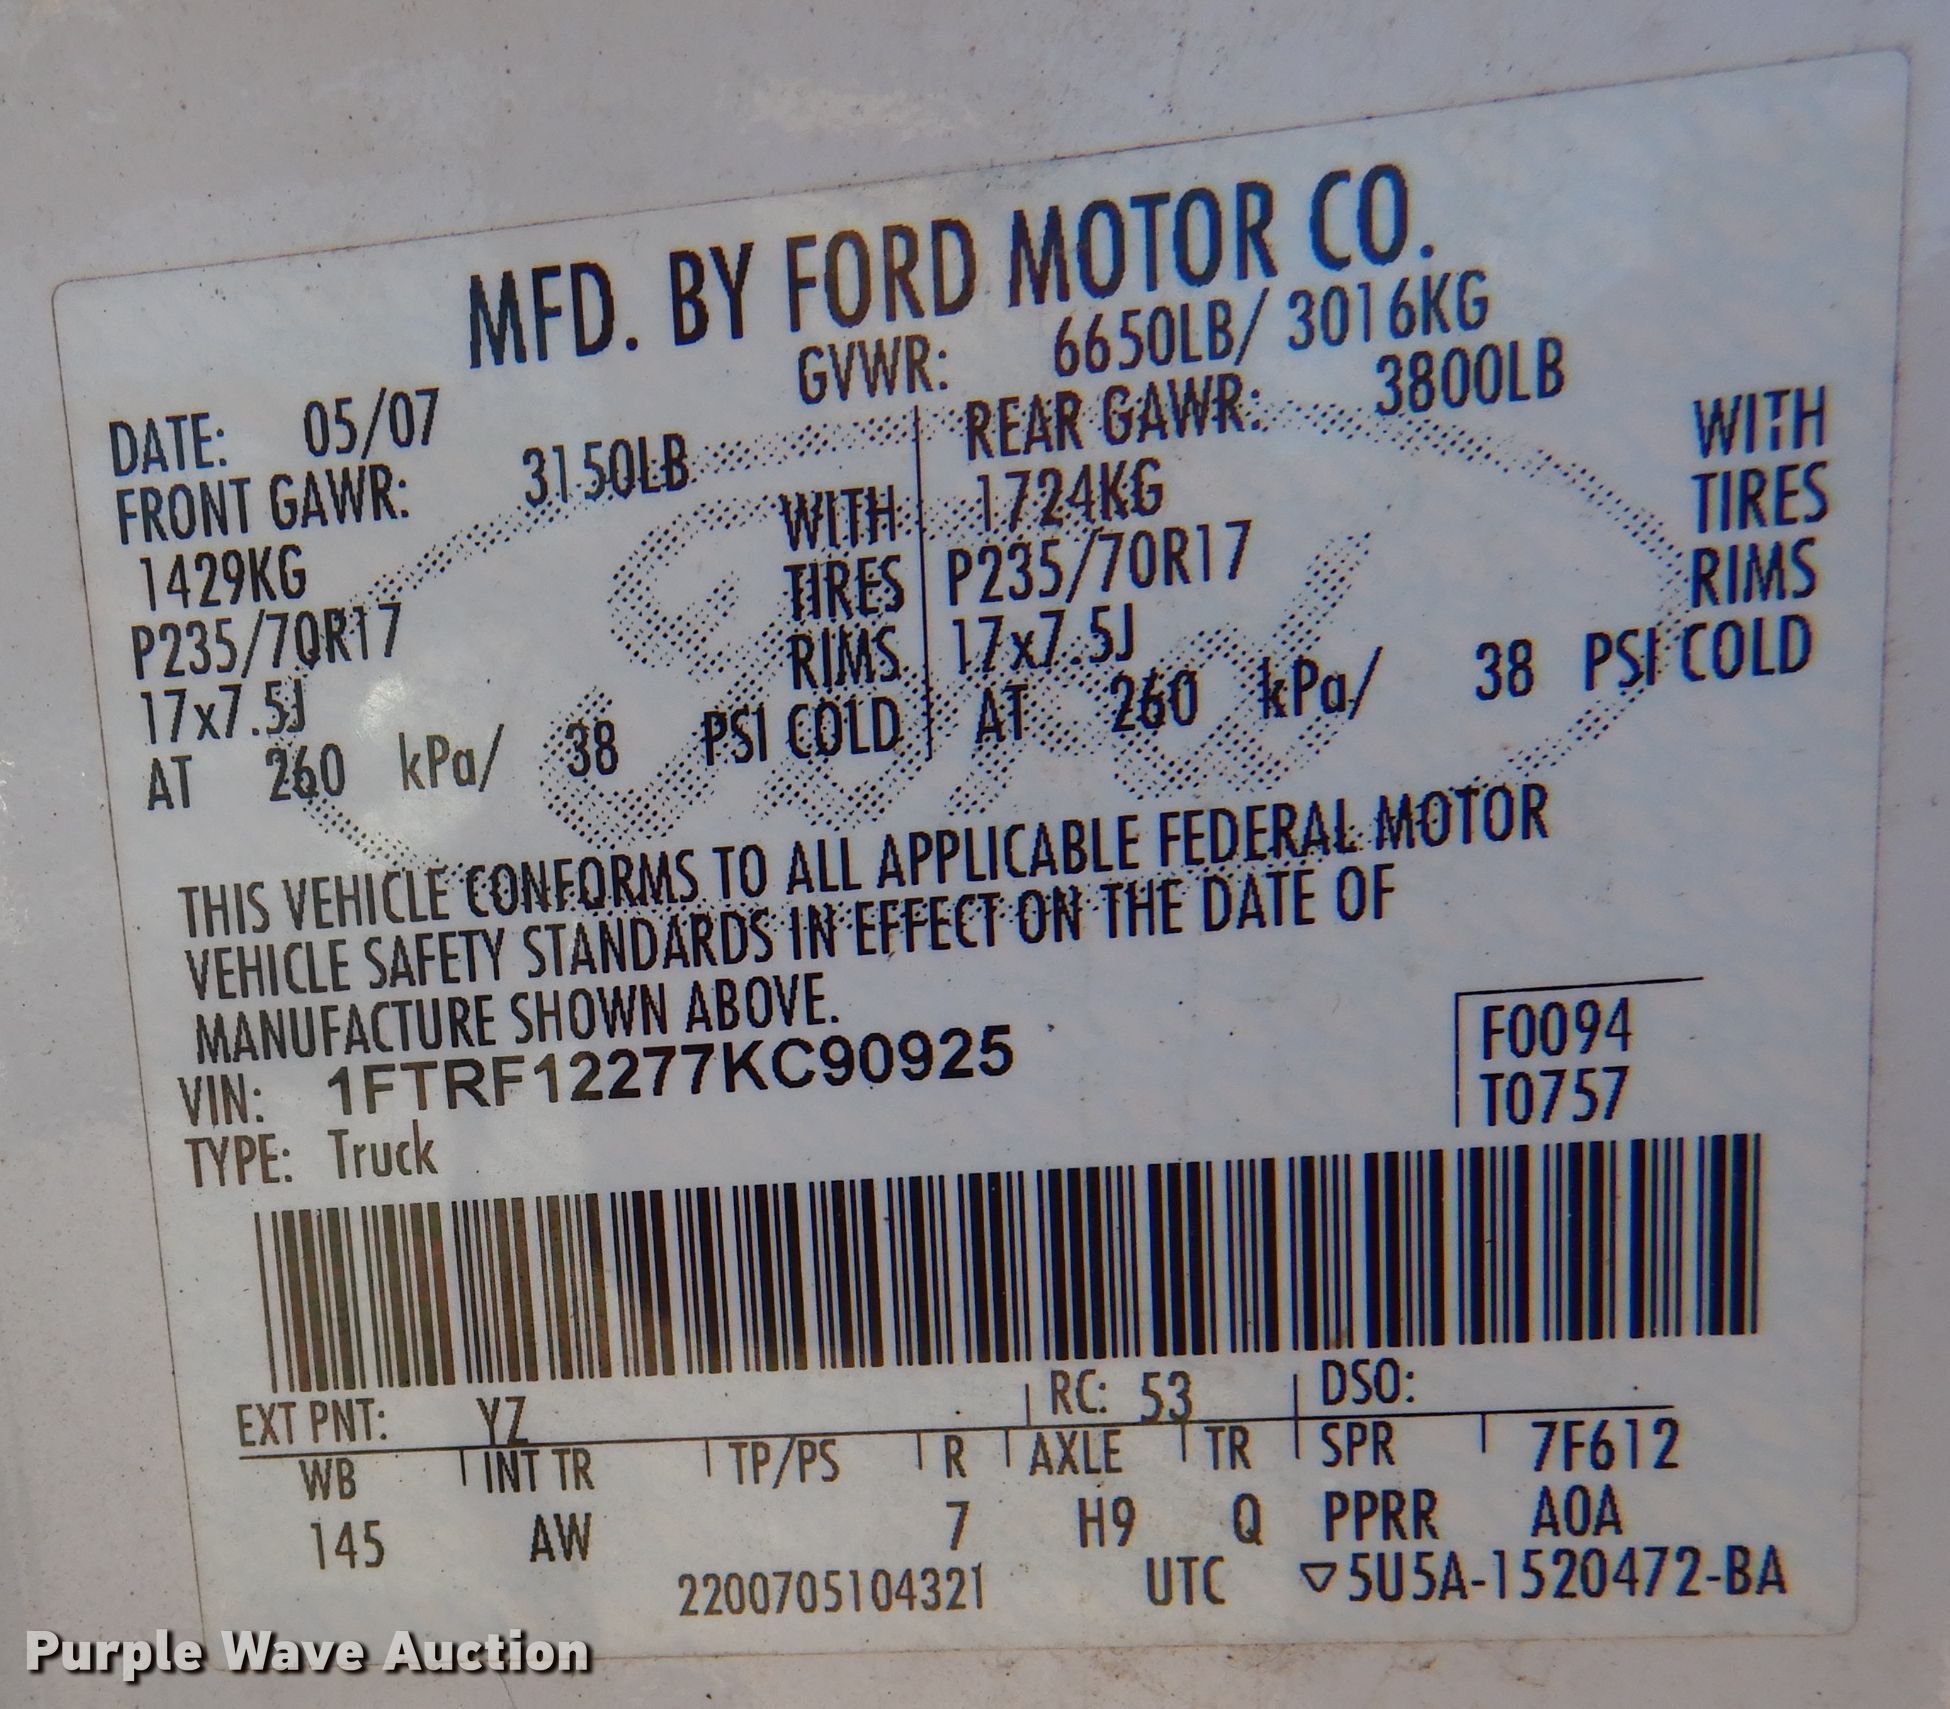 MFD. BY FORD MOTOR CO.
DATE: 05/07 GVWR: 6650LB/ 3016KG
FRONT GAWR: 3150LB REAR GAWR: 3800LB
1429KG WITH 1724KG WITH
P235/70R17 TIRES P235/70R17 TIRES
17x7.5J RIMS 17x7.5J RIMS
AT 260 kPa/ 38 PSI COLD AT 260 kPa/ 38 PSI COLD
THIS VEHICLE CONFORMS TO ALL APPLICABLE FEDERAL MOTOR
VEHICLE SAFETY STANDARDS IN EFFECT ON THE DATE OF
MANUFACTURE SHOWN ABOVE.
VIN: 1FTRF12277KC90925 F0094
TYPE: Truck T0757
EXT PNT: YZ RC: 53 DSO:
WB INT TR TP/PS R AXLE TR SPR 7F612
145 AW 7 H9 Q PPRR A0A
2200705104321 UTC ▽5U5A-1520472-BA
Purple Wave Auction